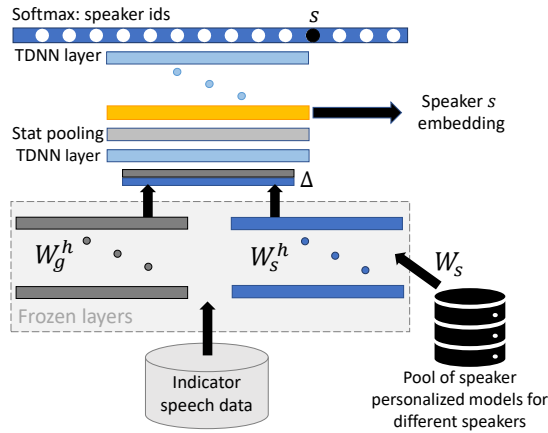 Softmax: speaker ids
s
TDNN layer
Speaker s
embedding
Stat pooling
TDNN layer
Δ
W_g^h
W_s^h
W_s
Frozen layers
Indicator
speech data
Pool of speaker
personalized models for
different speakers